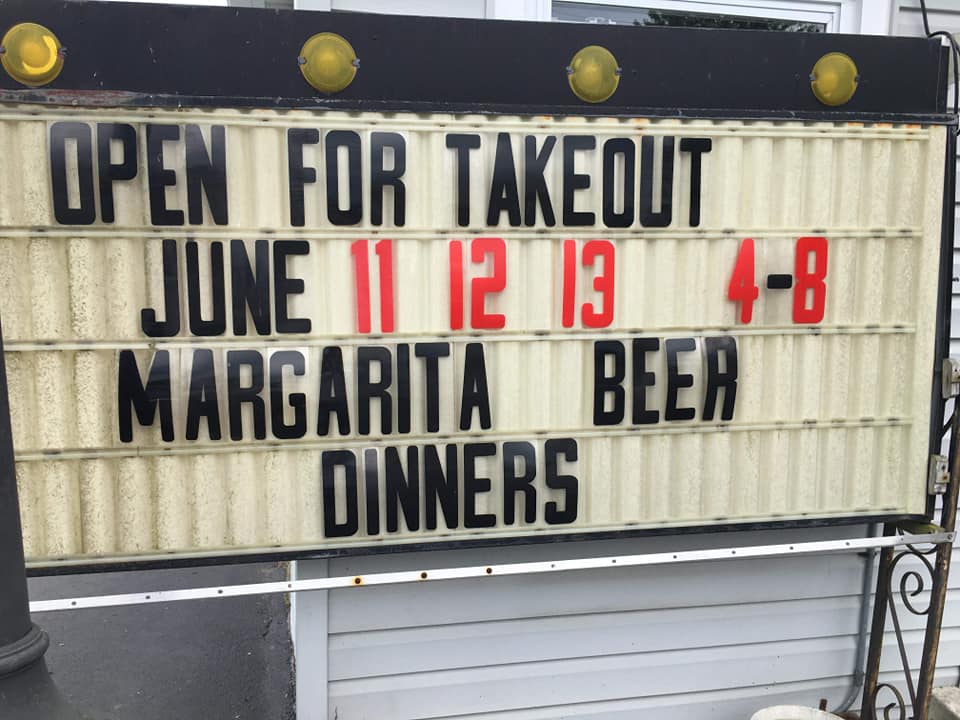 OPEN FOR TAKEOUT
JUNE 11 12 13 4-8
MARGARITA BEER
DINNERS